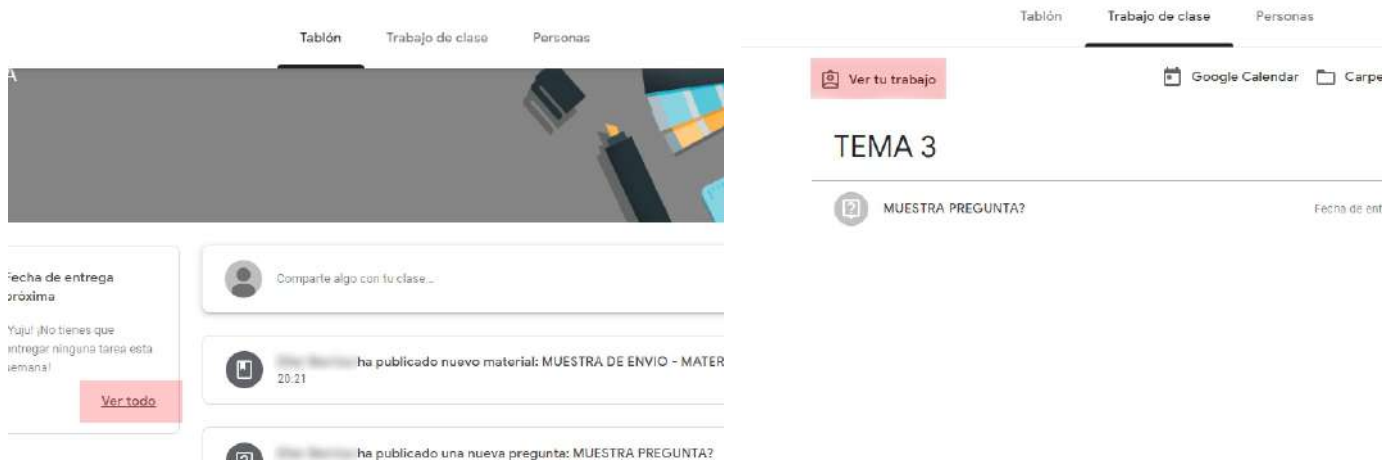 Tablón Trabajo de clase Personas
A
Fecha de entrega
próxima
¡Yuju! ¡No tienes que
entregar ninguna tarea esta
semana!
Ver todo
Comparte algo con tu clase...
ha publicado nuevo material: MUESTRA DE ENVIO - MATER
20:21
ha publicado una nueva pregunta: MUESTRA PREGUNTA?
Tablón Trabajo de clase Personas
Ver tu trabajo Google Calendar Carpe
TEMA 3
MUESTRA PREGUNTA? Fecha de ent